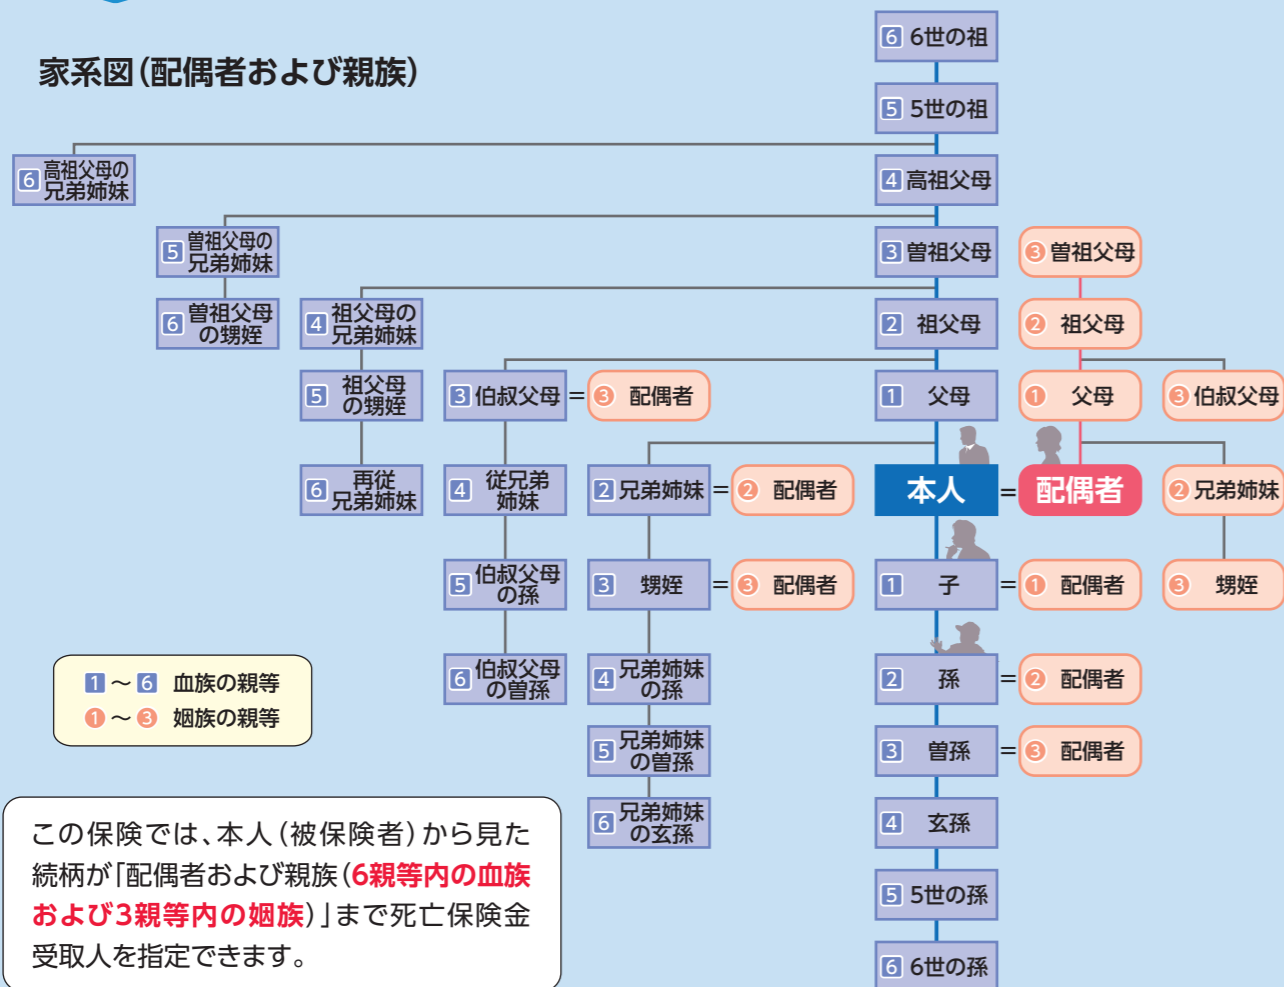 家系図(配偶者および親族)
6 6世の祖
5 5世の祖
6 高祖父母の
兄弟姉妹
4 高祖父母
5 曽祖父母の
兄弟姉妹
3 曽祖父母
3 曽祖父母
6 曽祖父母
の甥姪
4 祖父母の
兄弟姉妹
2 祖父母
2 祖父母
5 祖父母
の甥姪
3 伯叔父母 = 3 配偶者
1 父母
1 父母
3 伯叔父母
6 再従
兄弟姉妹
4 従兄弟
姉妹
2 兄弟姉妹 = 2 配偶者
本人 = 配偶者
2 兄弟姉妹
5 伯叔父母
の孫
3 甥姪 = 3 配偶者
1 子 = 1 配偶者
3 甥姪
6 伯叔父母
の曽孫
4 兄弟姉妹
の孫
2 孫 = 2 配偶者
5 兄弟姉妹
の曽孫
3 曽孫 = 3 配偶者
6 兄弟姉妹
の玄孫
4 玄孫
5 5世の孫
6 6世の孫
1～6 血族の親等
1～3 姻族の親等
この保険では、本人(被保険者)から見た
続柄が「配偶者および親族(6親等内の血族
および3親等内の姻族)」まで死亡保険金
受取人を指定できます。